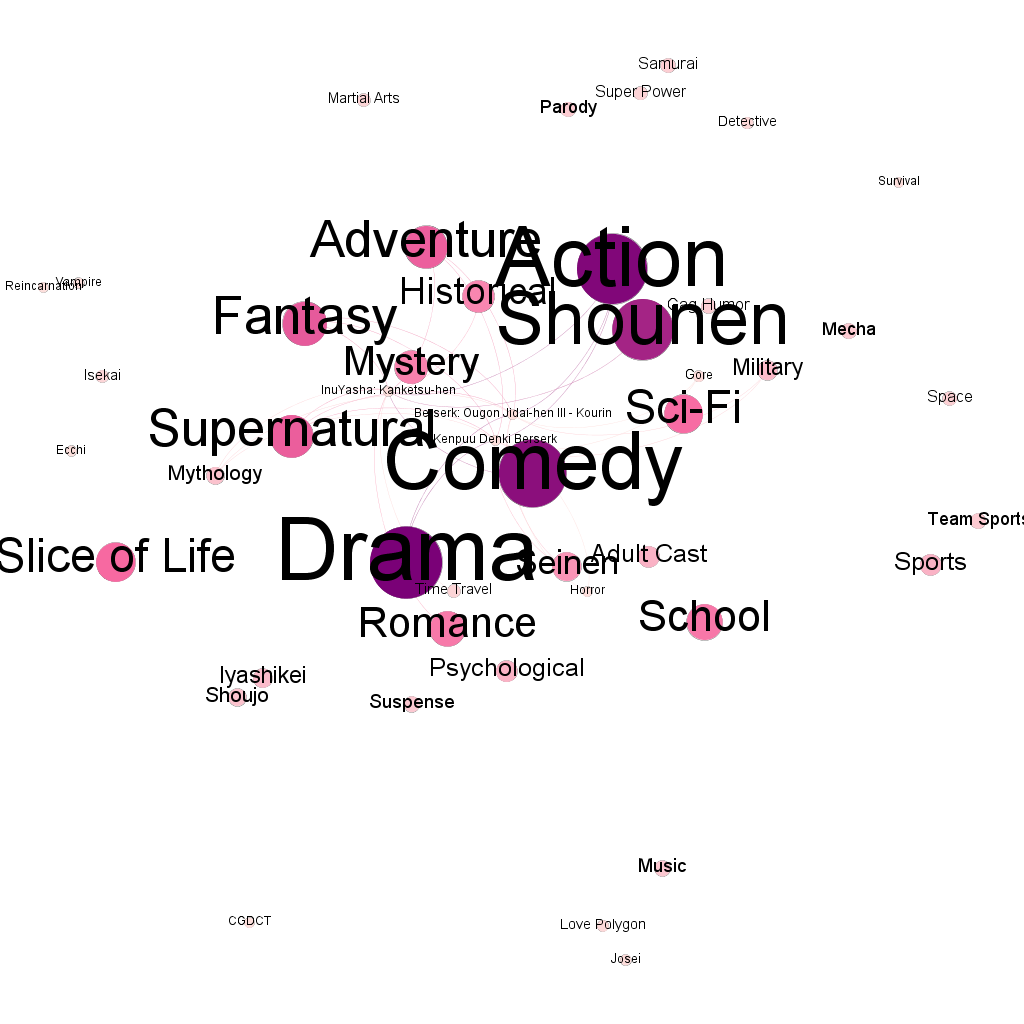 Samurai
Super Power
Martial Arts
Parody
Detective
Survival
Adventure
Action
Reincarnation
Vampire
Historical
Gag Humor
Fantasy
Shounen
Mecha
Mystery
Military
Isekai
Gore
InuYasha: Kanketsu-hen
Space
Berserk: Ougon Jidai-hen III - Kourin
Sci-Fi
Supernatural
Kenpuu Denki Berserk
Ecchi
Comedy
Mythology
Team Sports
Slice of Life
Drama
Seinen
Adult Cast
Sports
Time Travel
Horror
Romance
School
Psychological
Iyashikei
Shoujo
Suspense
Music
CGDCT
Love Polygon
Josei